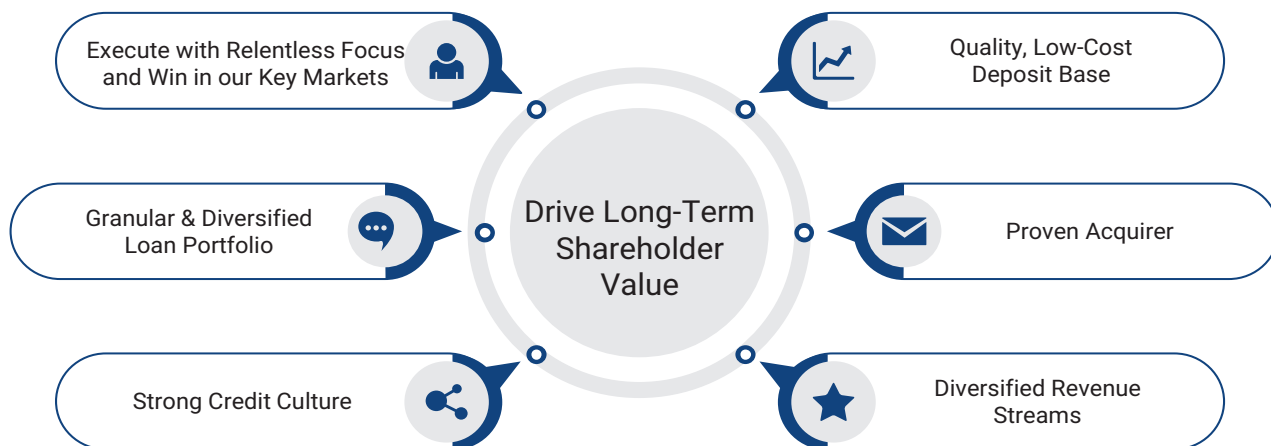 Execute with Relentless Focus
and Win in our Key Markets
Quality, Low-Cost
Deposit Base
Granular & Diversified
Loan Portfolio
Drive Long-Term
Shareholder
Value
Proven Acquirer
Strong Credit Culture
Diversified Revenue
Streams